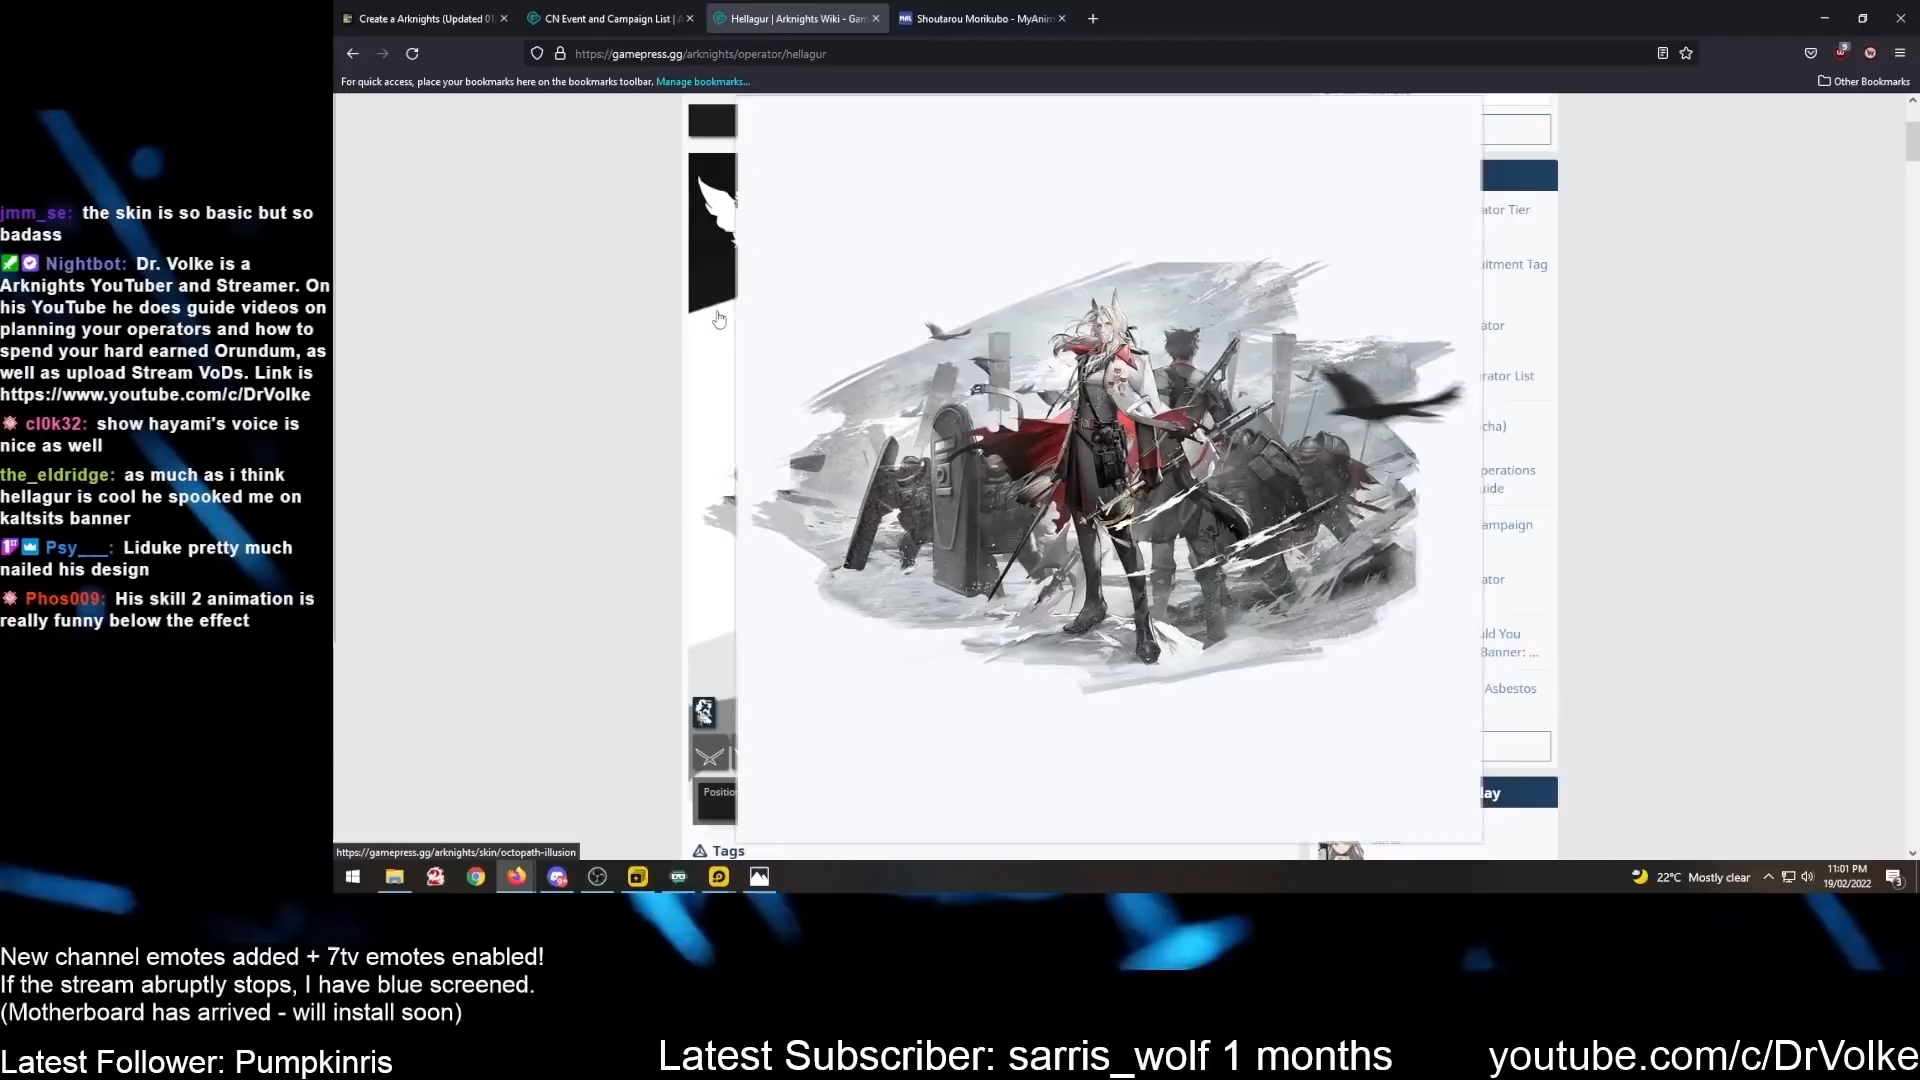 Create a Arknights (Updated 01
CN Event and Campaign List | A
Hellagur | Arknights Wiki - Gam
Shoutarou Morikubo - MyAnim
https://gamepress.gg/arknights/operator/hellagur
For quick access, place your bookmarks here on the bookmarks toolbar. Manage bookmarks...
Other Bookmarks
jmm_se: the skin is so basic but so
badass
Nightbot: Dr. Volke is a
Arknights YouTuber and Streamer. On
his YouTube he does guide videos on
planning your operators and how to
spend your hard earned Orundum, as
well as upload Stream VoDs. Link is
https://www.youtube.com/c/DrVolke
cl0k32: show hayami's voice is
nice as well
the_eldridge: as much as i think
hellagur is cool he spooked me on
kaltsits banner
Psy___: Liduke pretty much
nailed his design
Phos009: His skill 2 animation is
really funny below the effect
ator Tier
uitment Tag
ator
rator List
cha)
perations
uide
ampaign
ator
uld You
Banner: ...
Asbestos
lay
Positio
Tags
https://gamepress.gg/arknights/skin/octopath-illusion
22°C Mostly clear
11:01 PM
19/02/2022
3
New channel emotes added + 7tv emotes enabled!
If the stream abruptly stops, I have blue screened.
(Motherboard has arrived - will install soon)
Latest Follower: Pumpkinris
Latest Subscriber: sarris_wolf 1 months
youtube.com/c/DrVolke